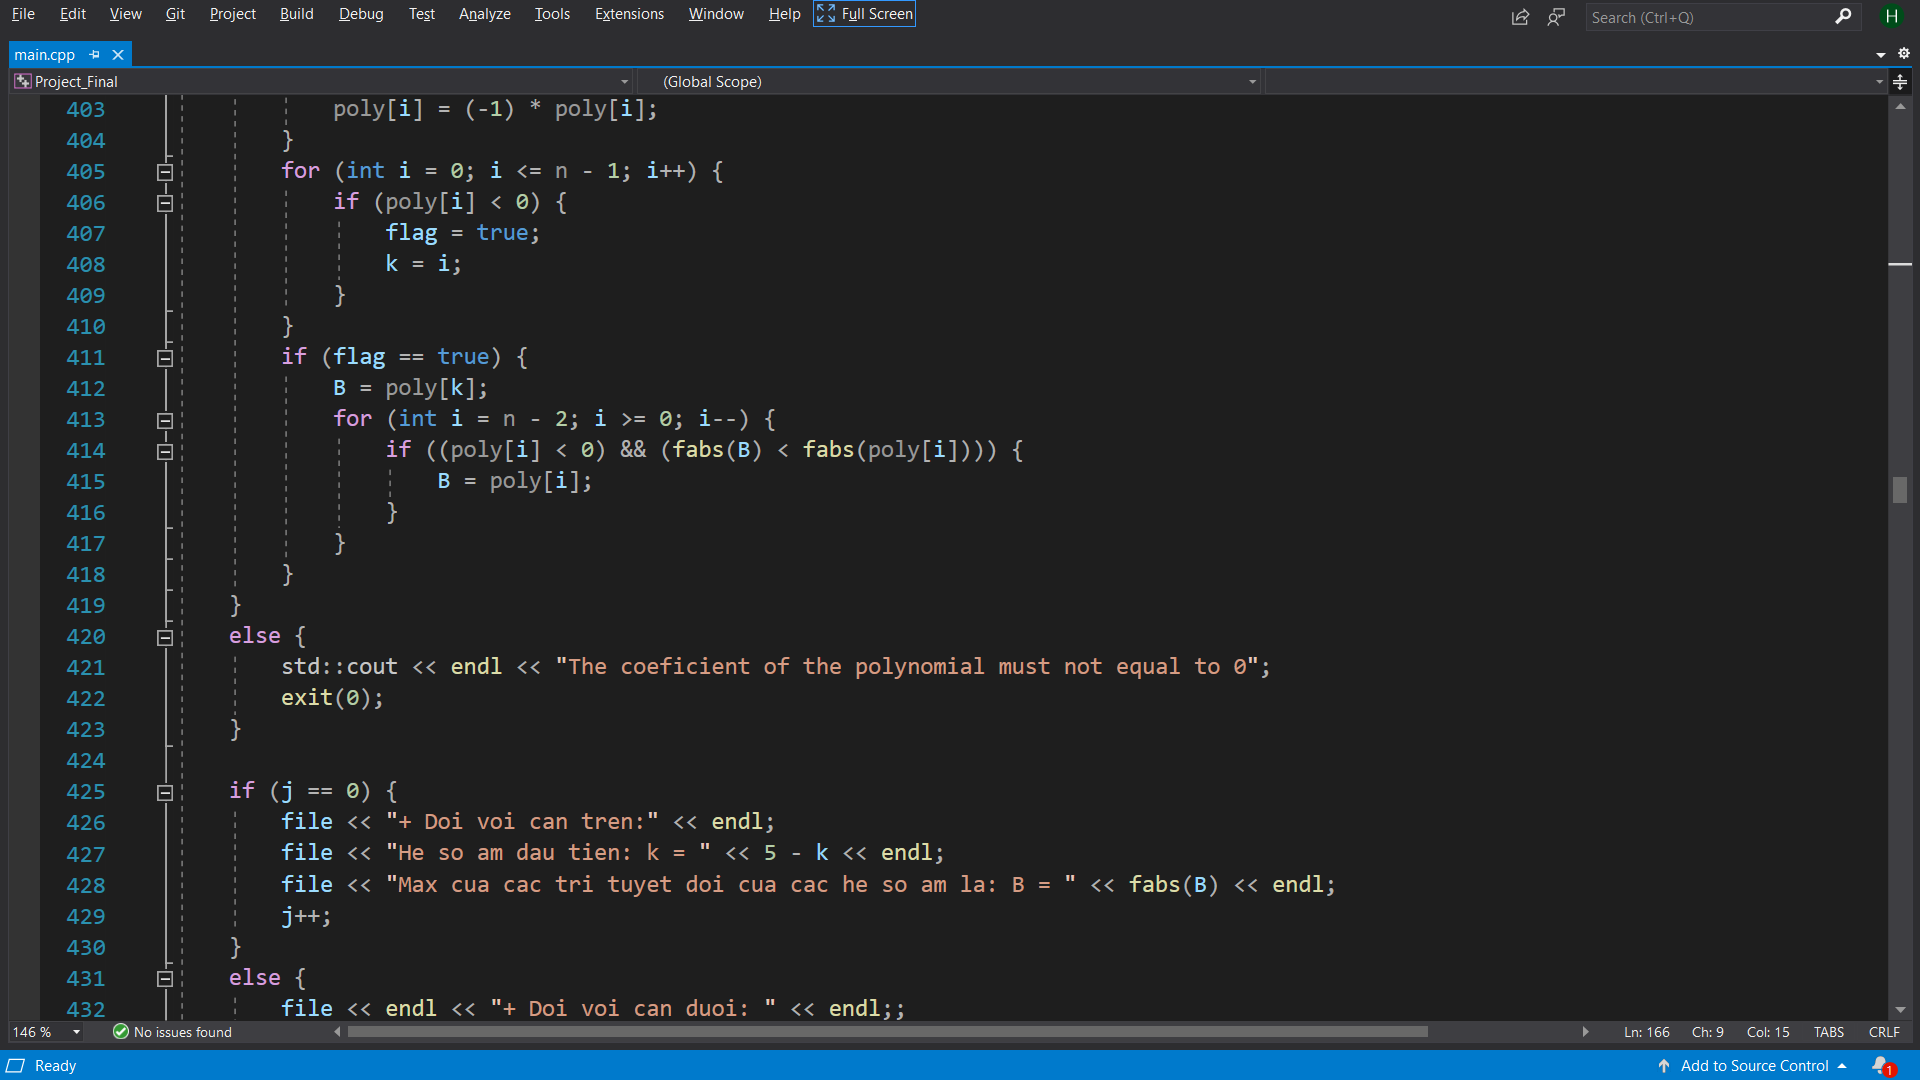 File Edit View Git Project Build Debug Test Analyze Tools Extensions Window Help Full Screen Search (Ctrl+Q) H
main.cpp
Project_Final (Global Scope)
403 poly[i] = (-1) * poly[i];
404 }
405 for (int i = 0; i <= n - 1; i++) {
406 if (poly[i] < 0) {
407 flag = true;
408 k = i;
409 }
410 }
411 if (flag == true) {
412 B = poly[k];
413 for (int i = n - 2; i >= 0; i--) {
414 if ((poly[i] < 0) && (fabs(B) < fabs(poly[i]))) {
415 B = poly[i];
416 }
417 }
418 }
419 }
420 else {
421 std::cout << endl << "The coeficient of the polynomial must not equal to 0";
422 exit(0);
423 }
424
425 if (j == 0) {
426 file << "+ Doi voi can tren:" << endl;
427 file << "He so am dau tien: k = " << 5 - k << endl;
428 file << "Max cua cac tri tuyet doi cua cac he so am la: B = " << fabs(B) << endl;
429 j++;
430 }
431 else {
432 file << endl << "+ Doi voi can duoi: " << endl;;
146 % No issues found Ln: 166 Ch: 9 Col: 15 TABS CRLF
Ready Add to Source Control 1